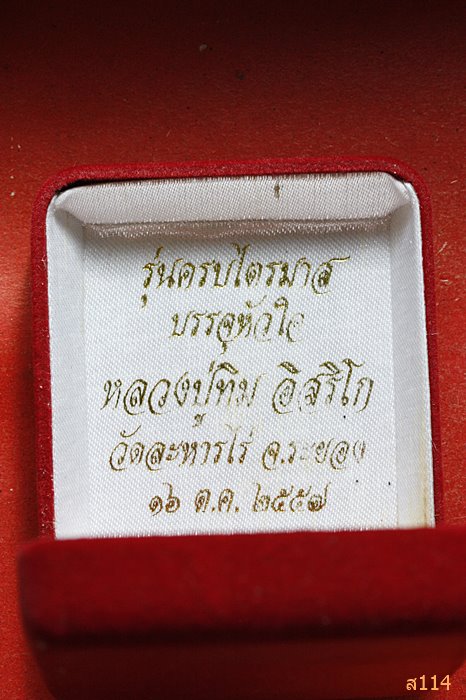 รุ่นครบไตรมาส
บรรจุหัวใจ
หลวงปู่ทิม อิสริโก
วัดละหารไร่ จ.ระยอง
๑๖ ต.ค. ๒๕๕๗
ส114